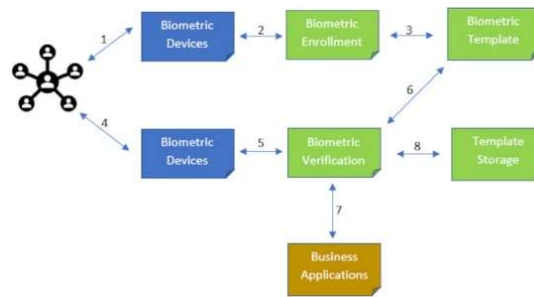 1
Biometric
Devices
2
Biometric
Enrollment
3
Biometric
Template
6
4
Biometric
Devices
5
Biometric
Verification
8
Template
Storage
7
Business
Applications